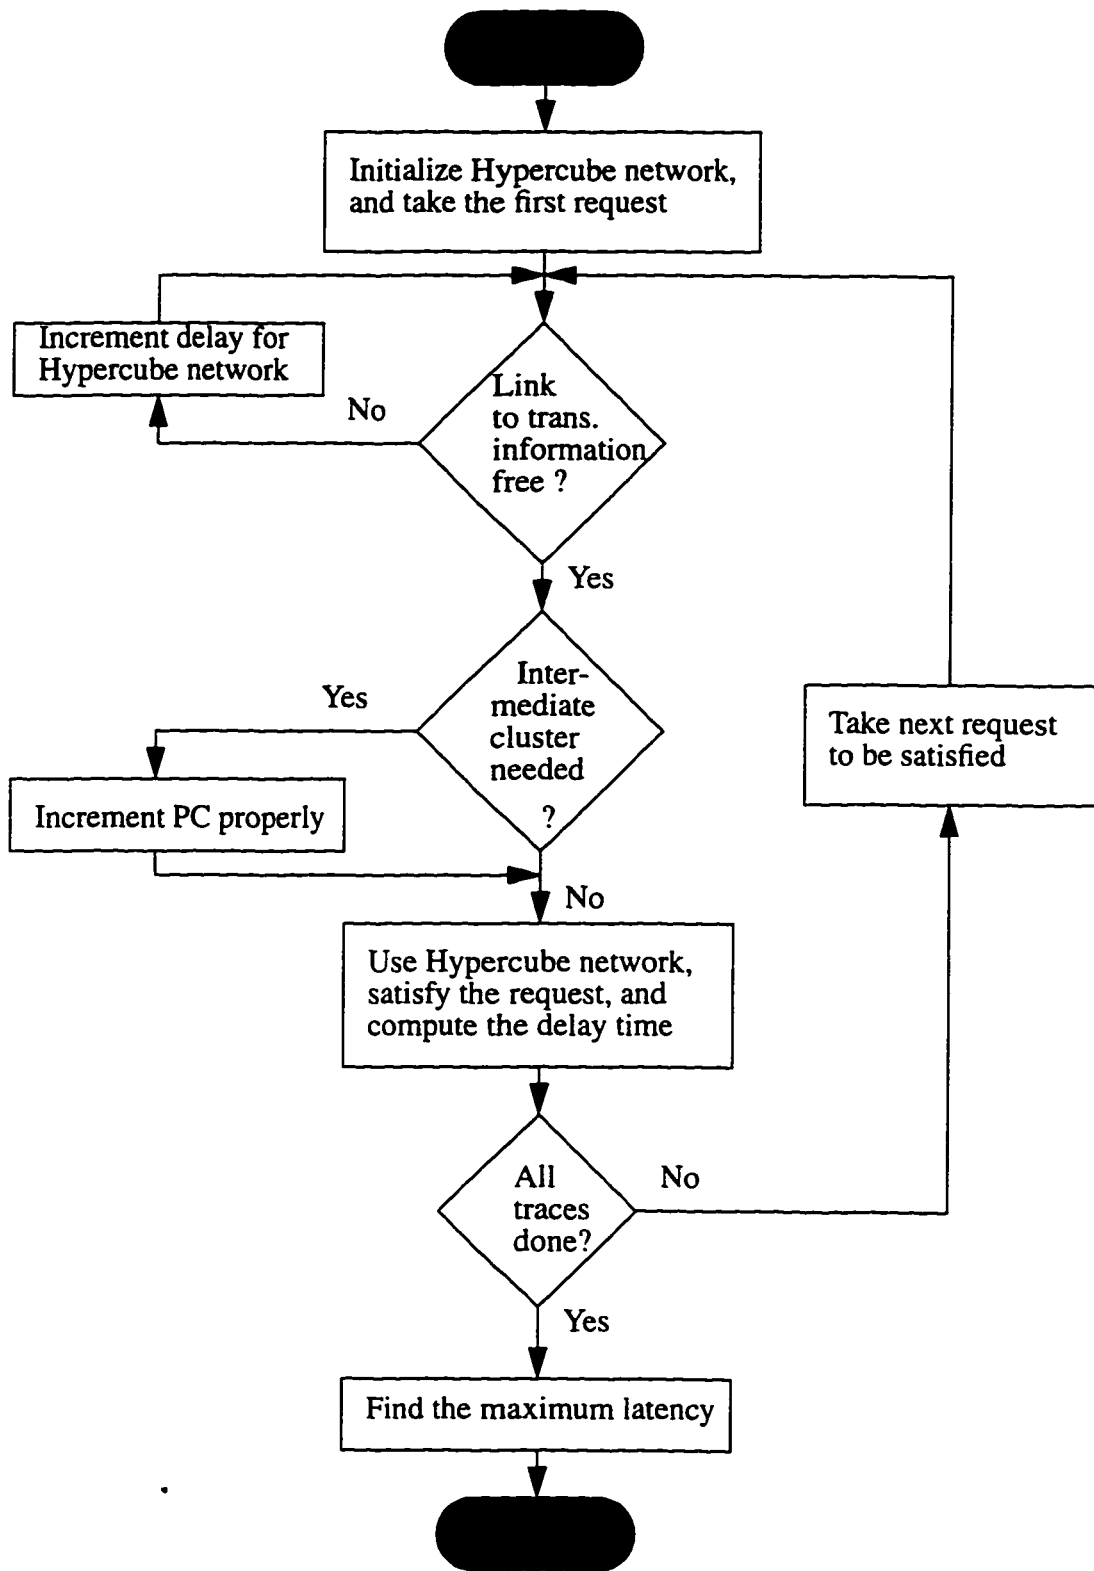 Initialize Hypercube network,
and take the first request
Increment delay for
Hypercube network
No
Link
to trans.
information
free ?
Yes
Inter-
mediate
cluster
needed
?
Yes
Increment PC properly
Take next request
to be satisfied
No
Use Hypercube network,
satisfy the request, and
compute the delay time
All
traces
done?
No
Yes
Find the maximum latency